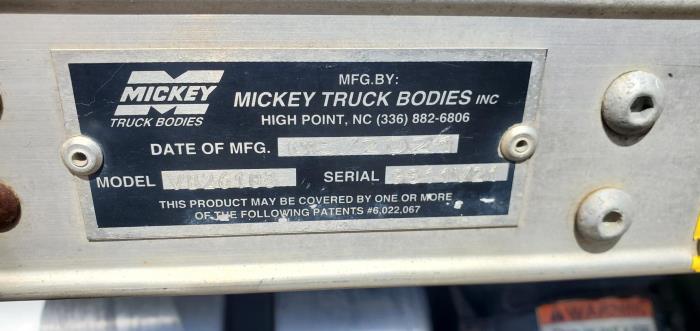 MICKEY
TRUCK BODIES
MFG.BY:
MICKEY TRUCK BODIES INC
HIGH POINT, NC (336) 882-6806
DATE OF MFG.
MODEL
SERIAL
THIS PRODUCT MAY BE COVERED BY ONE OR MORE
OF THE FOLLOWING PATENTS #6,022,067
WARNING